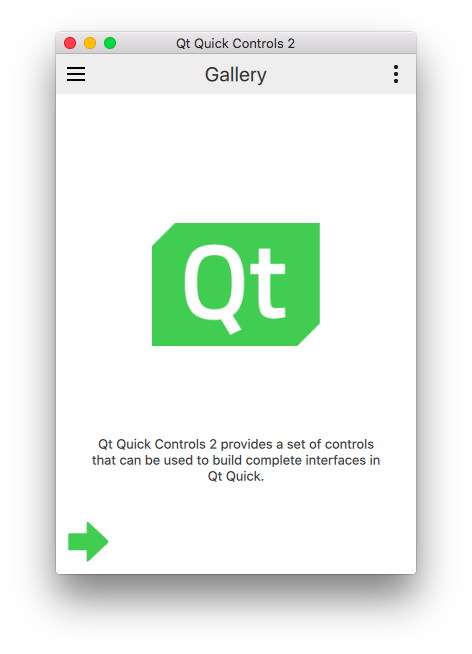 Qt Quick Controls 2
Gallery
Qt
Qt Quick Controls 2 provides a set of controls
that can be used to build complete interfaces in
Qt Quick.